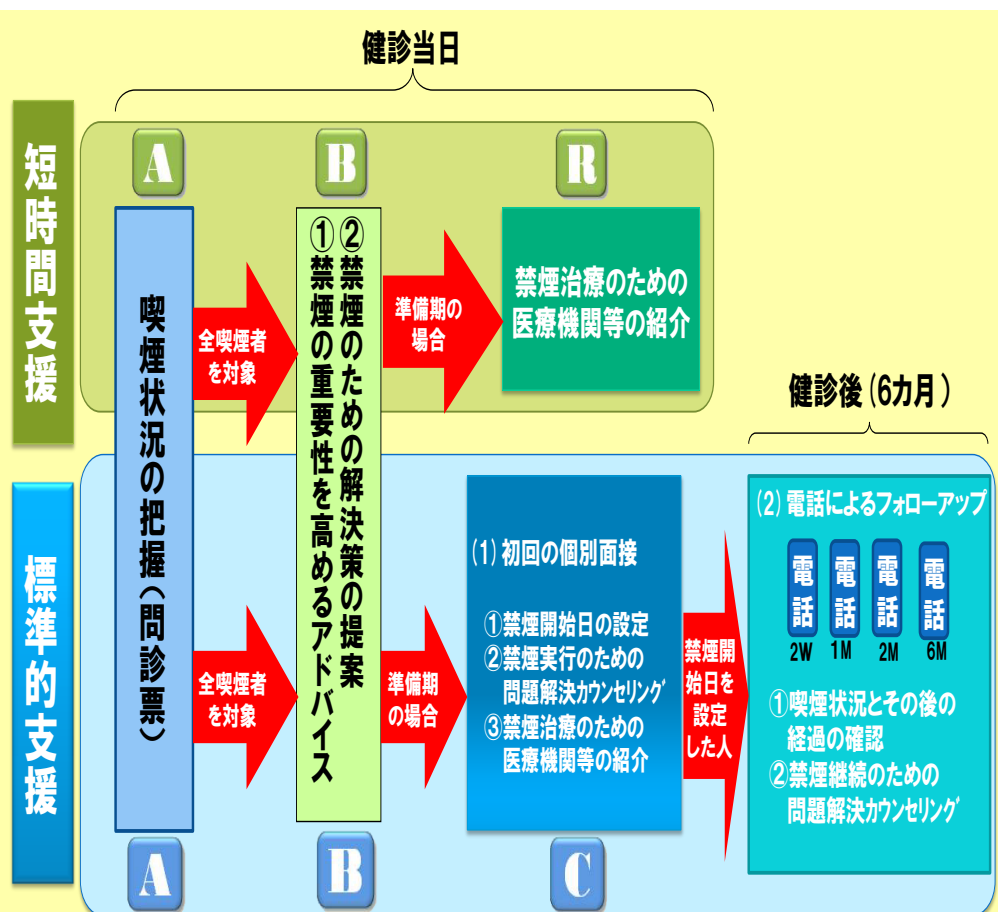 健診当日
短時間支援
A
B
R
喫煙状況の把握(問診票)
全喫煙者
を対象
①禁煙の重要性を高めるアドバイス
②禁煙のための解決策の提案
準備期の
場合
禁煙治療のための
医療機関等の紹介
健診後(6カ月)
標準的支援
全喫煙者
を対象
準備期
の場合
(1)初回の個別面接
①禁煙開始日の設定
②禁煙実行のための
問題解決カウンセリング
③禁煙治療のための
医療機関等の紹介
禁煙開
始日を
設定
した人
(2)電話によるフォローアップ
電話
電話
電話
電話
2W
1M
2M
6M
①喫煙状況とその後の
経過の確認
②禁煙継続のための
問題解決カウンセリング
A
B
C